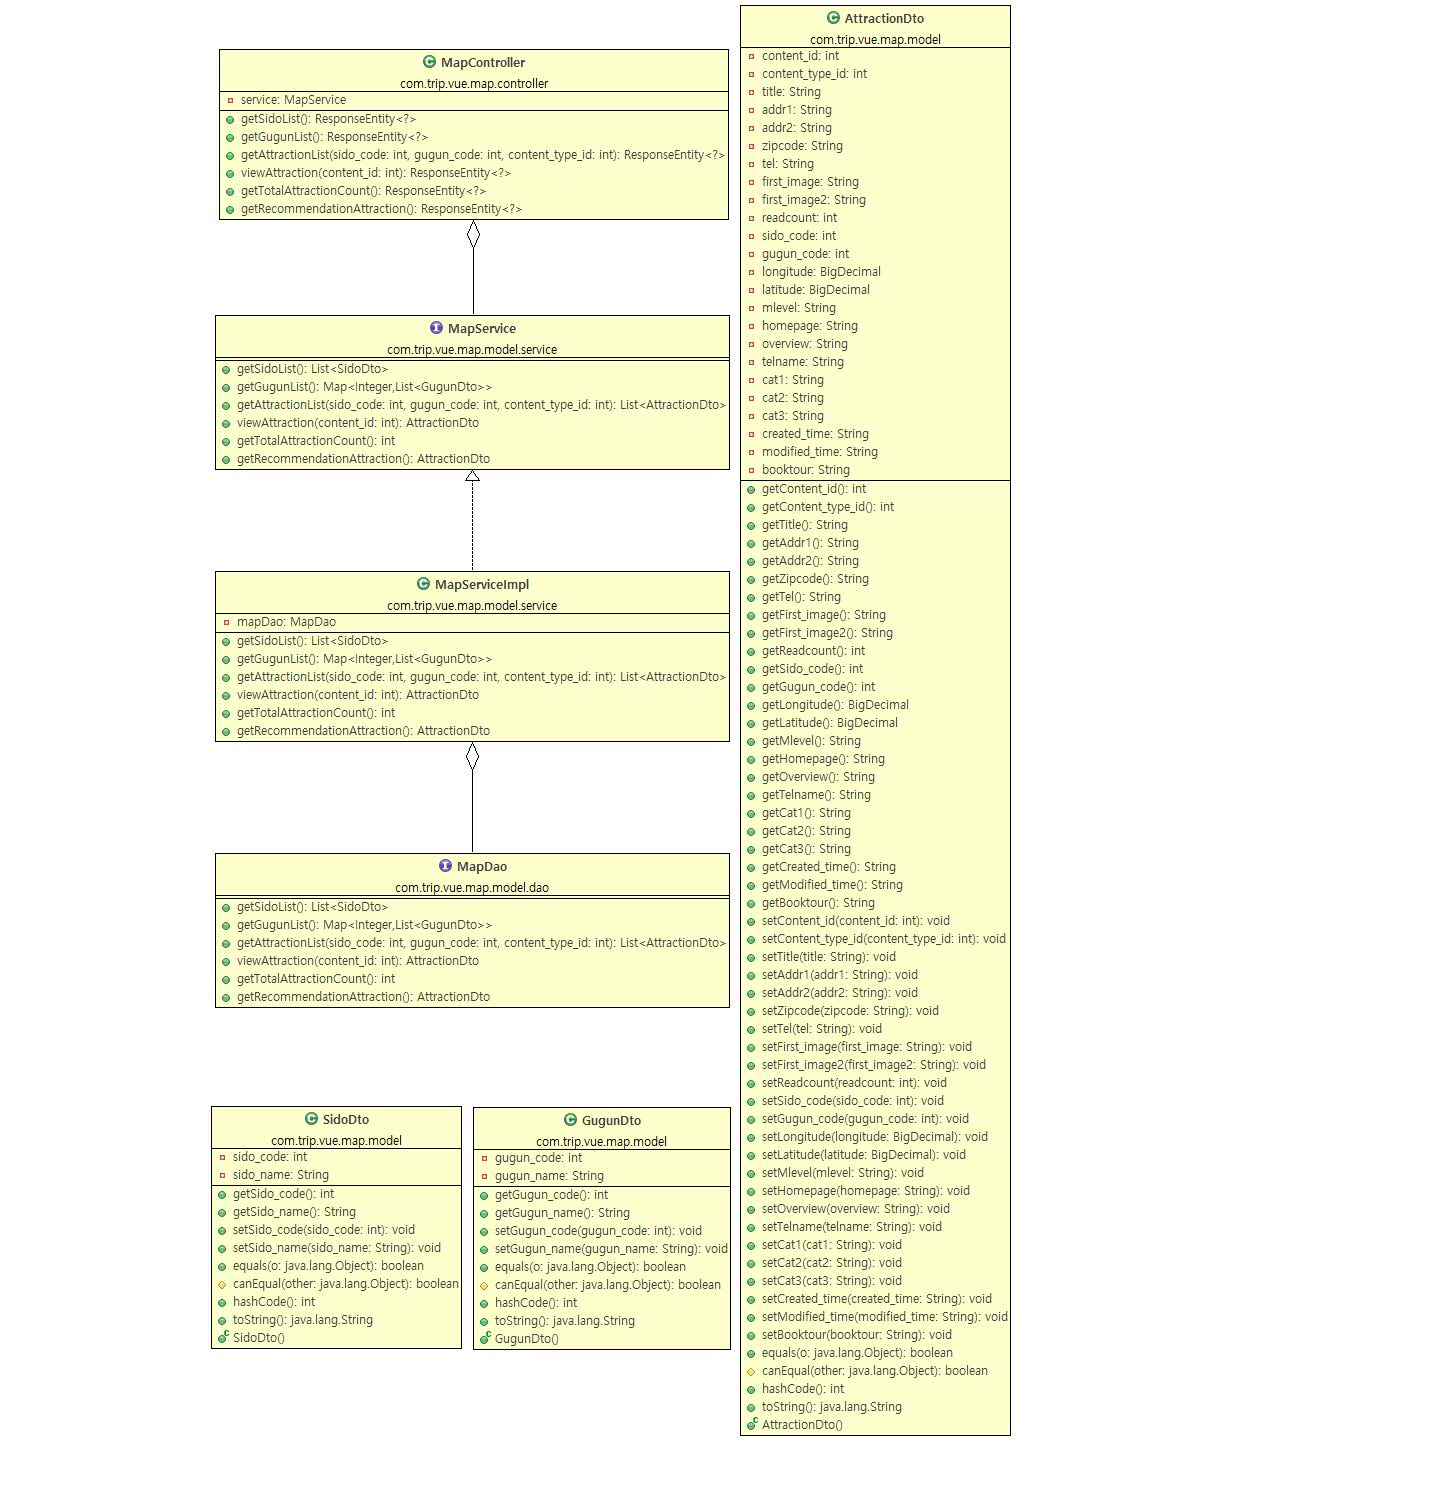 MapController
com.trip.vue.map.controller
service: MapService
getSidoList(): ResponseEntity<?>
getGugunList(): ResponseEntity<?>
getAttractionList(sido_code: int, gugun_code: int, content_type_id: int): ResponseEntity<?>
viewAttraction(content_id: int): ResponseEntity<?>
getTotalAttractionCount(): ResponseEntity<?>
getRecommendationAttraction(): ResponseEntity<?>
MapService
com.trip.vue.map.model.service
getSidoList(): List<SidoDto>
getGugunList(): Map<Integer,List<GugunDto>>
getAttractionList(sido_code: int, gugun_code: int, content_type_id: int): List<AttractionDto>
viewAttraction(content_id: int): AttractionDto
getTotalAttractionCount(): int
getRecommendationAttraction(): AttractionDto
MapServiceImpl
com.trip.vue.map.model.service
mapDao: MapDao
getSidoList(): List<SidoDto>
getGugunList(): Map<Integer,List<GugunDto>>
getAttractionList(sido_code: int, gugun_code: int, content_type_id: int): List<AttractionDto>
viewAttraction(content_id: int): AttractionDto
getTotalAttractionCount(): int
getRecommendationAttraction(): AttractionDto
MapDao
com.trip.vue.map.model.dao
getSidoList(): List<SidoDto>
getGugunList(): Map<Integer,List<GugunDto>>
getAttractionList(sido_code: int, gugun_code: int, content_type_id: int): List<AttractionDto>
viewAttraction(content_id: int): AttractionDto
getTotalAttractionCount(): int
getRecommendationAttraction(): AttractionDto
SidoDto
com.trip.vue.map.model
sido_code: int
sido_name: String
getSido_code(): int
getSido_name(): String
setSido_code(sido_code: int): void
setSido_name(sido_name: String): void
equals(o: java.lang.Object): boolean
canEqual(other: java.lang.Object): boolean
hashCode(): int
toString(): java.lang.String
SidoDto()
GugunDto
com.trip.vue.map.model
gugun_code: int
gugun_name: String
getGugun_code(): int
getGugun_name(): String
setGugun_code(gugun_code: int): void
setGugun_name(gugun_name: String): void
equals(o: java.lang.Object): boolean
canEqual(other: java.lang.Object): boolean
hashCode(): int
toString(): java.lang.String
GugunDto()
AttractionDto
com.trip.vue.map.model
content_id: int
content_type_id: int
title: String
addr1: String
addr2: String
zipcode: String
tel: String
first_image: String
first_image2: String
readcount: int
sido_code: int
gugun_code: int
longitude: BigDecimal
latitude: BigDecimal
mlevel: String
homepage: String
overview: String
telname: String
cat1: String
cat2: String
cat3: String
created_time: String
modified_time: String
booktour: String
getContent_id(): int
getContent_type_id(): int
getTitle(): String
getAddr1(): String
getAddr2(): String
getZipcode(): String
getTel(): String
getFirst_image(): String
getFirst_image2(): String
getReadcount(): int
getSido_code(): int
getGugun_code(): int
getLongitude(): BigDecimal
getLatitude(): BigDecimal
getMlevel(): String
getHomepage(): String
getOverview(): String
getTelname(): String
getCat1(): String
getCat2(): String
getCat3(): String
getCreated_time(): String
getModified_time(): String
getBooktour(): String
setContent_id(content_id: int): void
setContent_type_id(content_type_id: int): void
setTitle(title: String): void
setAddr1(addr1: String): void
setAddr2(addr2: String): void
setZipcode(zipcode: String): void
setTel(tel: String): void
setFirst_image(first_image: String): void
setFirst_image2(first_image2: String): void
setReadcount(readcount: int): void
setSido_code(sido_code: int): void
setGugun_code(gugun_code: int): void
setLongitude(longitude: BigDecimal): void
setLatitude(latitude: BigDecimal): void
setMlevel(mlevel: String): void
setHomepage(homepage: String): void
setOverview(overview: String): void
setTelname(telname: String): void
setCat1(cat1: String): void
setCat2(cat2: String): void
setCat3(cat3: String): void
setCreated_time(created_time: String): void
setModified_time(modified_time: String): void
setBooktour(booktour: String): void
equals(o: java.lang.Object): boolean
canEqual(other: java.lang.Object): boolean
hashCode(): int
toString(): java.lang.String
AttractionDto()